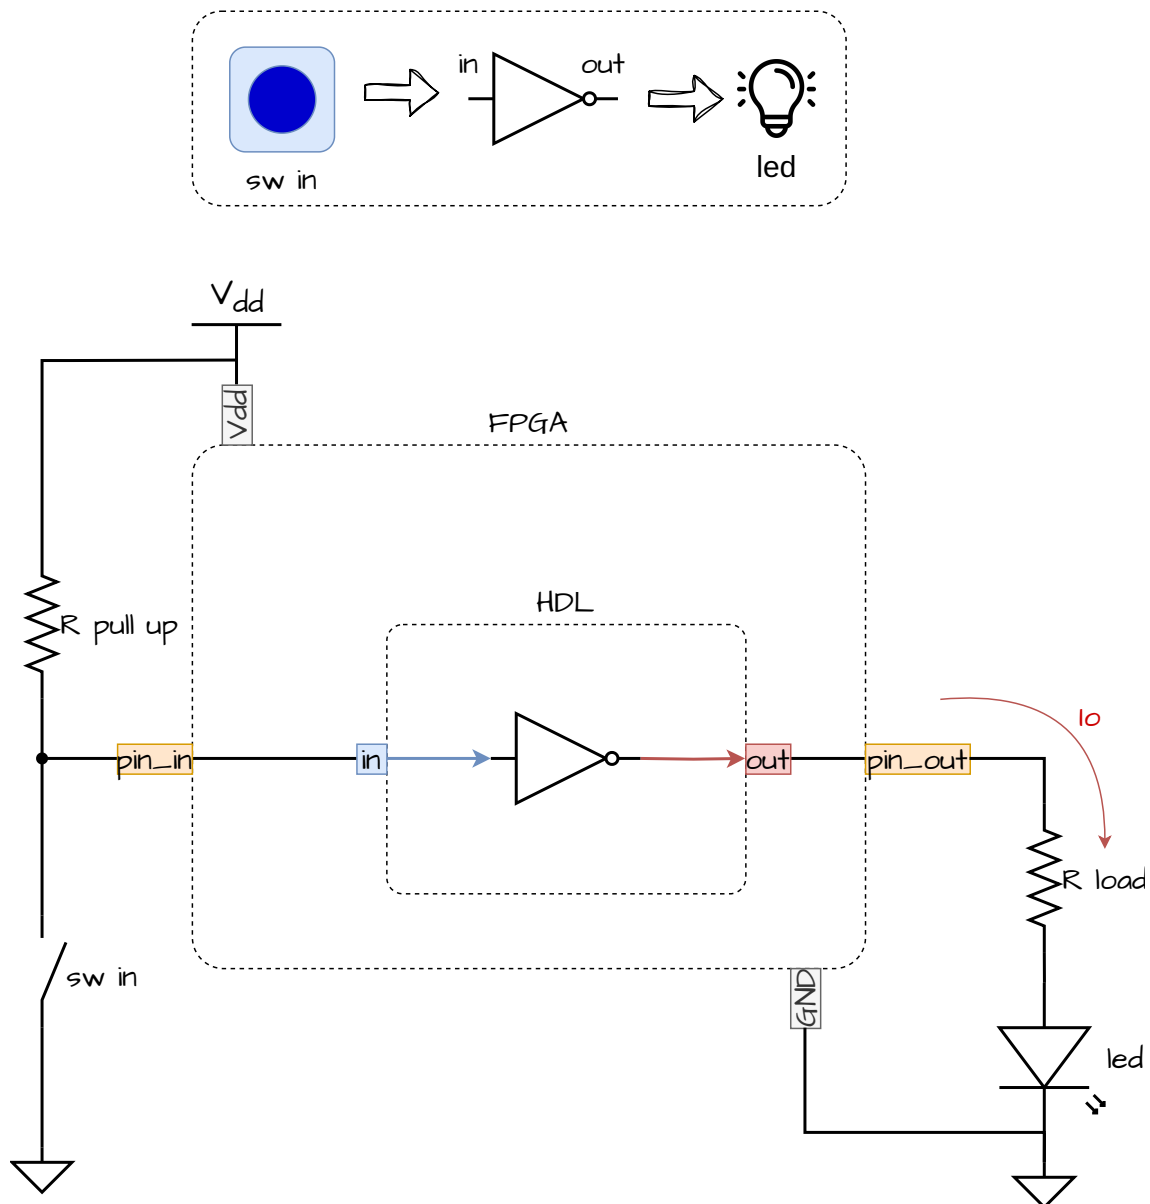 in
out
sw in
led
Vdd
Vdd
FPGA
HDL
R pull up
Io
pin_in
in
out
pin_out
R load
sw in
GND
led